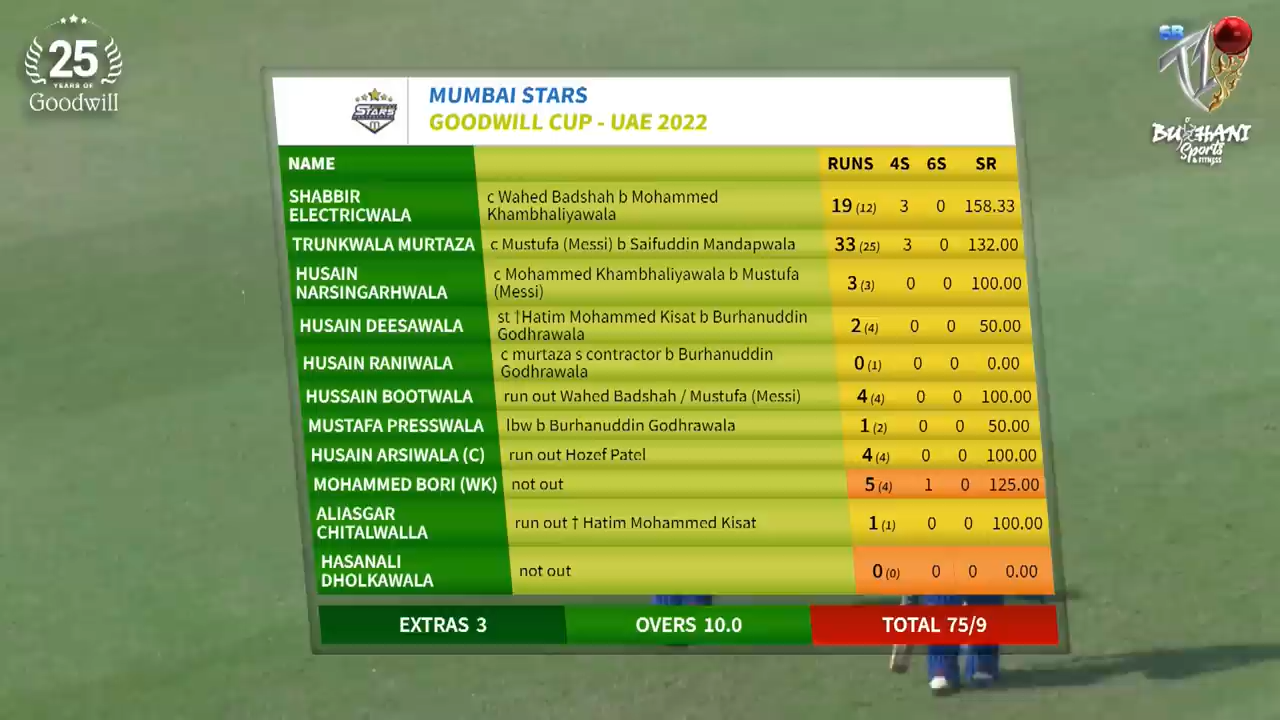 25
YEARS OF
Goodwill
SB
BURHANI
Sports
& FITNESS
STARS
MUMBAI STARS
GOODWILL CUP - UAE 2022
NAME RUNS 4S 6S SR
SHABBIR
ELECTRICWALA
c Wahed Badshah b Mohammed
Khambhaliyawala
19 (12) 3 0 158.33
TRUNKWALA MURTAZA c Mustufa (Messi) b Saifuddin Mandapwala 33 (25) 3 0 132.00
HUSAIN
NARSINGARHWALA
c Mohammed Khambhaliyawala b Mustufa
(Messi)
3 (3) 0 0 100.00
HUSAIN DEESAWALA
st †Hatim Mohammed Kisat b Burhanuddin
Godhrawala
2 (4) 0 0 50.00
HUSAIN RANIWALA
c murtaza s contractor b Burhanuddin
Godhrawala
0 (1) 0 0 0.00
HUSSAIN BOOTWALA run out Wahed Badshah / Mustufa (Messi) 4 (4) 0 0 100.00
MUSTAFA PRESSWALA lbw b Burhanuddin Godhrawala 1 (2) 0 0 50.00
HUSAIN ARSIWALA (C) run out Hozef Patel 4 (4) 0 0 100.00
MOHAMMED BORI (WK) not out 5 (4) 1 0 125.00
ALIASGAR
CHITALWALLA
run out † Hatim Mohammed Kisat 1 (1) 0 0 100.00
HASANALI
DHOLKAWALA
not out 0 (0) 0 0 0.00
EXTRAS 3 OVERS 10.0 TOTAL 75/9